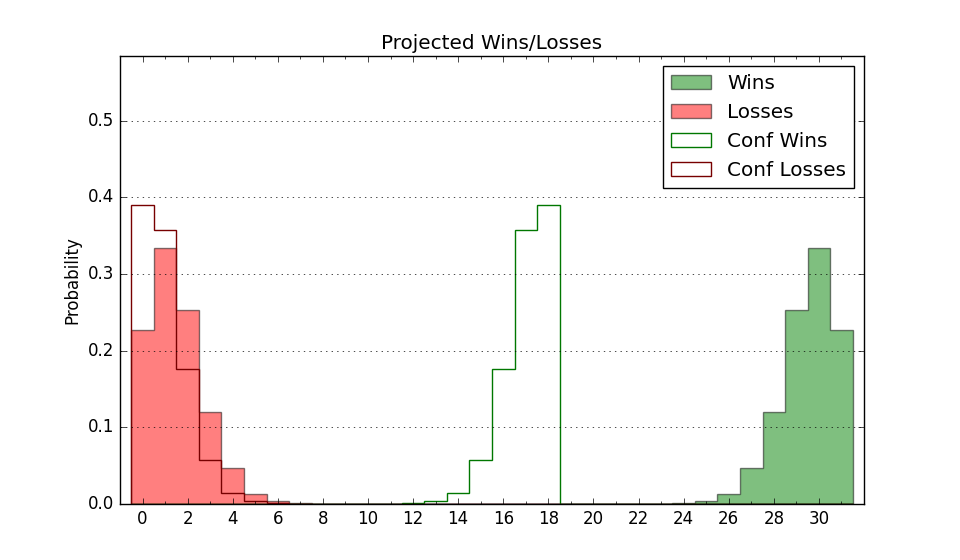 Projected Wins/Losses
Wins
Losses
Conf Wins
Conf Losses
Probability
0.5
0.4
0.3
0.2
0.1
0.0
0 2 4 6 8 10 12 14 16 18 20 22 24 26 28 30